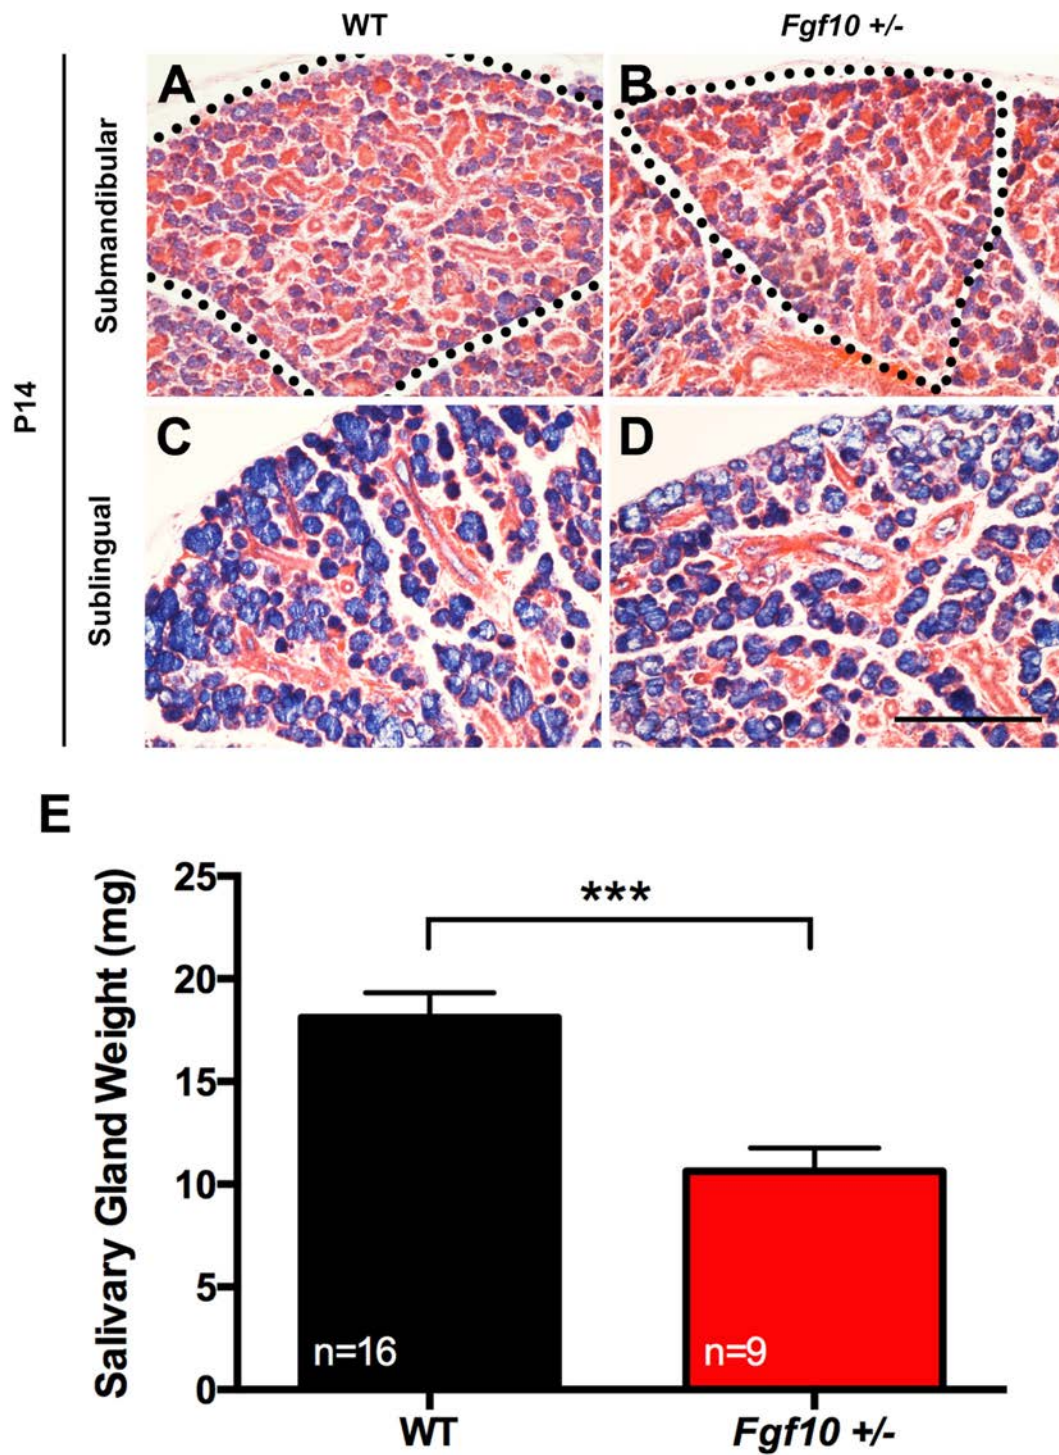 WT
Fgf10 +/-
P14
Submandibular
A
B
Sublingual
C
D
E
Salivary Gland Weight (mg)
25
20
15
10
5
0
***
n=16
n=9
WT
Fgf10 +/-